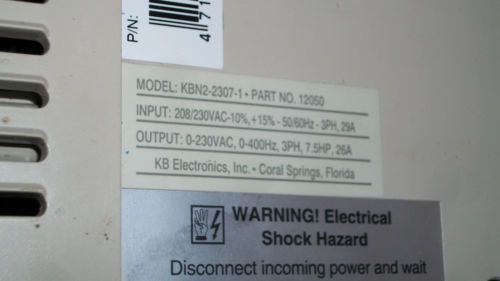 P/N:
471
MODEL: KBN2-2307-1 • PART NO. 12050
INPUT: 208/230VAC-10%,+15% - 50/60Hz - 3PH, 29A
OUTPUT: 0-230VAC, 0-400Hz, 3PH, 7.5HP, 26A
KB Electronics, Inc. • Coral Springs, Florida
WARNING! Electrical
Shock Hazard
Disconnect incoming power and wait